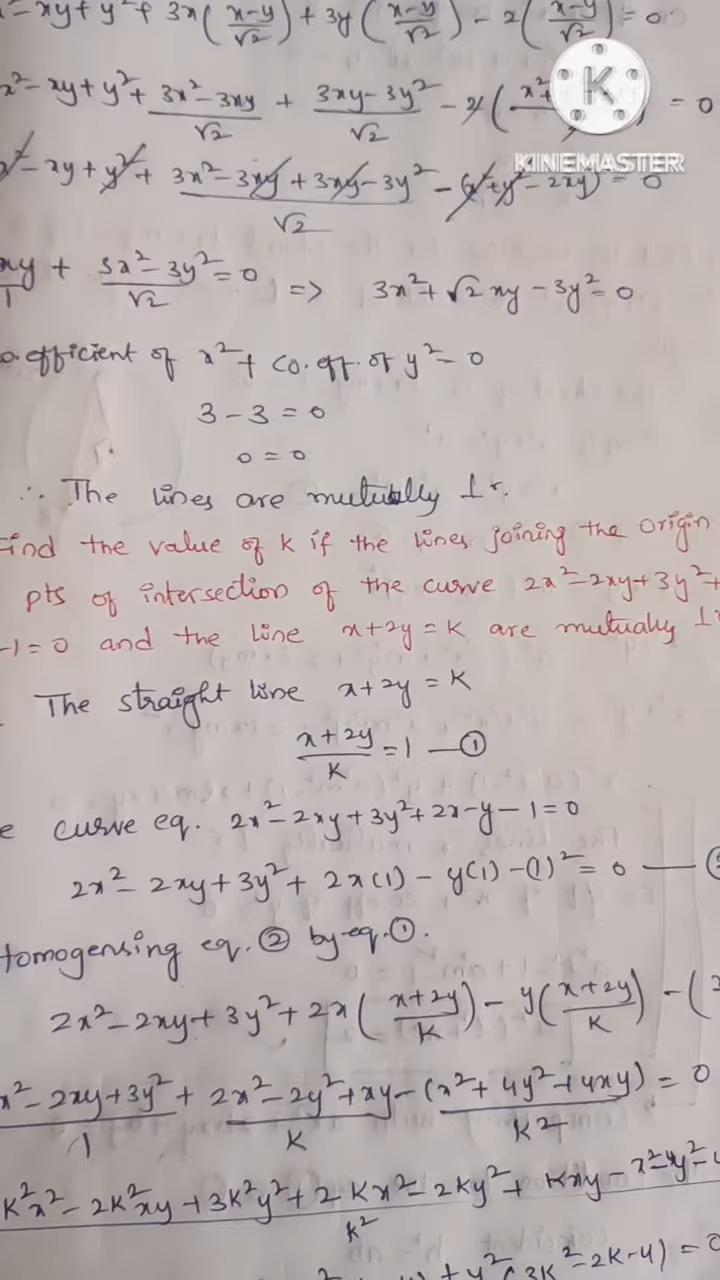 - xy + y² + 3x(x-y/√2) + 3y(x-y/√2) - 2(x-y/√2) = 0
x² - xy + y² + 3x² - 3xy/√2 + 3xy - 3y²/√2 - 2(x²+ = 0
K
KINEMASTER
x² - xy + y² + 3x² - 3xy + 3xy - 3y²/√2 - (x² + y² - 2xy) = 0
xy/1 + 3x² - 3y²/√2 = 0 => 3x² + √2 xy - 3y² = 0
o.efficient of x² + co.eff. of y² = 0
3 - 3 = 0
0 = 0
∴ The lines are mutually ⊥r.
Find the value of k if the lines joining the origin
pts of intersection of the curve 2x² - 2xy + 3y² +
-1 = 0 and the line x + 2y = k are mutually ⊥r
The straight line x + 2y = k
x + 2y/k = 1 — ①
e curve eq. 2x² - 2xy + 3y² + 2x - y - 1 = 0
2x² - 2xy + 3y² + 2x(1) - y(1) - (1)² = 0 —
Homogensing eq. ② by eq. ①.
2x² - 2xy + 3y² + 2x(x+2y/k) - y(x+2y/k) - (
x² - 2xy + 3y²/1 + 2x² - 2y² + xy/k - (x² + 4y² + 4xy)/k² = 0
k²x² - 2k²xy + 3k²y² + 2kx² - 2ky² + kxy - x² - 4y² -/k²
+ y²(3k² - 2k - 4) = 0